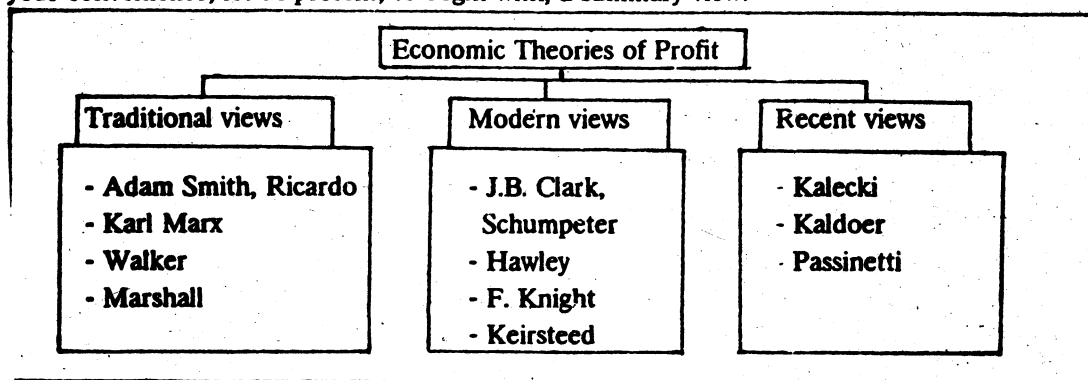 Economic Theories of Profit
Traditional views
- Adam Smith, Ricardo
- Karl Marx
- Walker
- Marshall
Modern views
- J.B. Clark,
Schumpeter
- Hawley
- F. Knight
- Keirsteed
Recent views
- Kalecki
- Kaldoer
- Passinetti